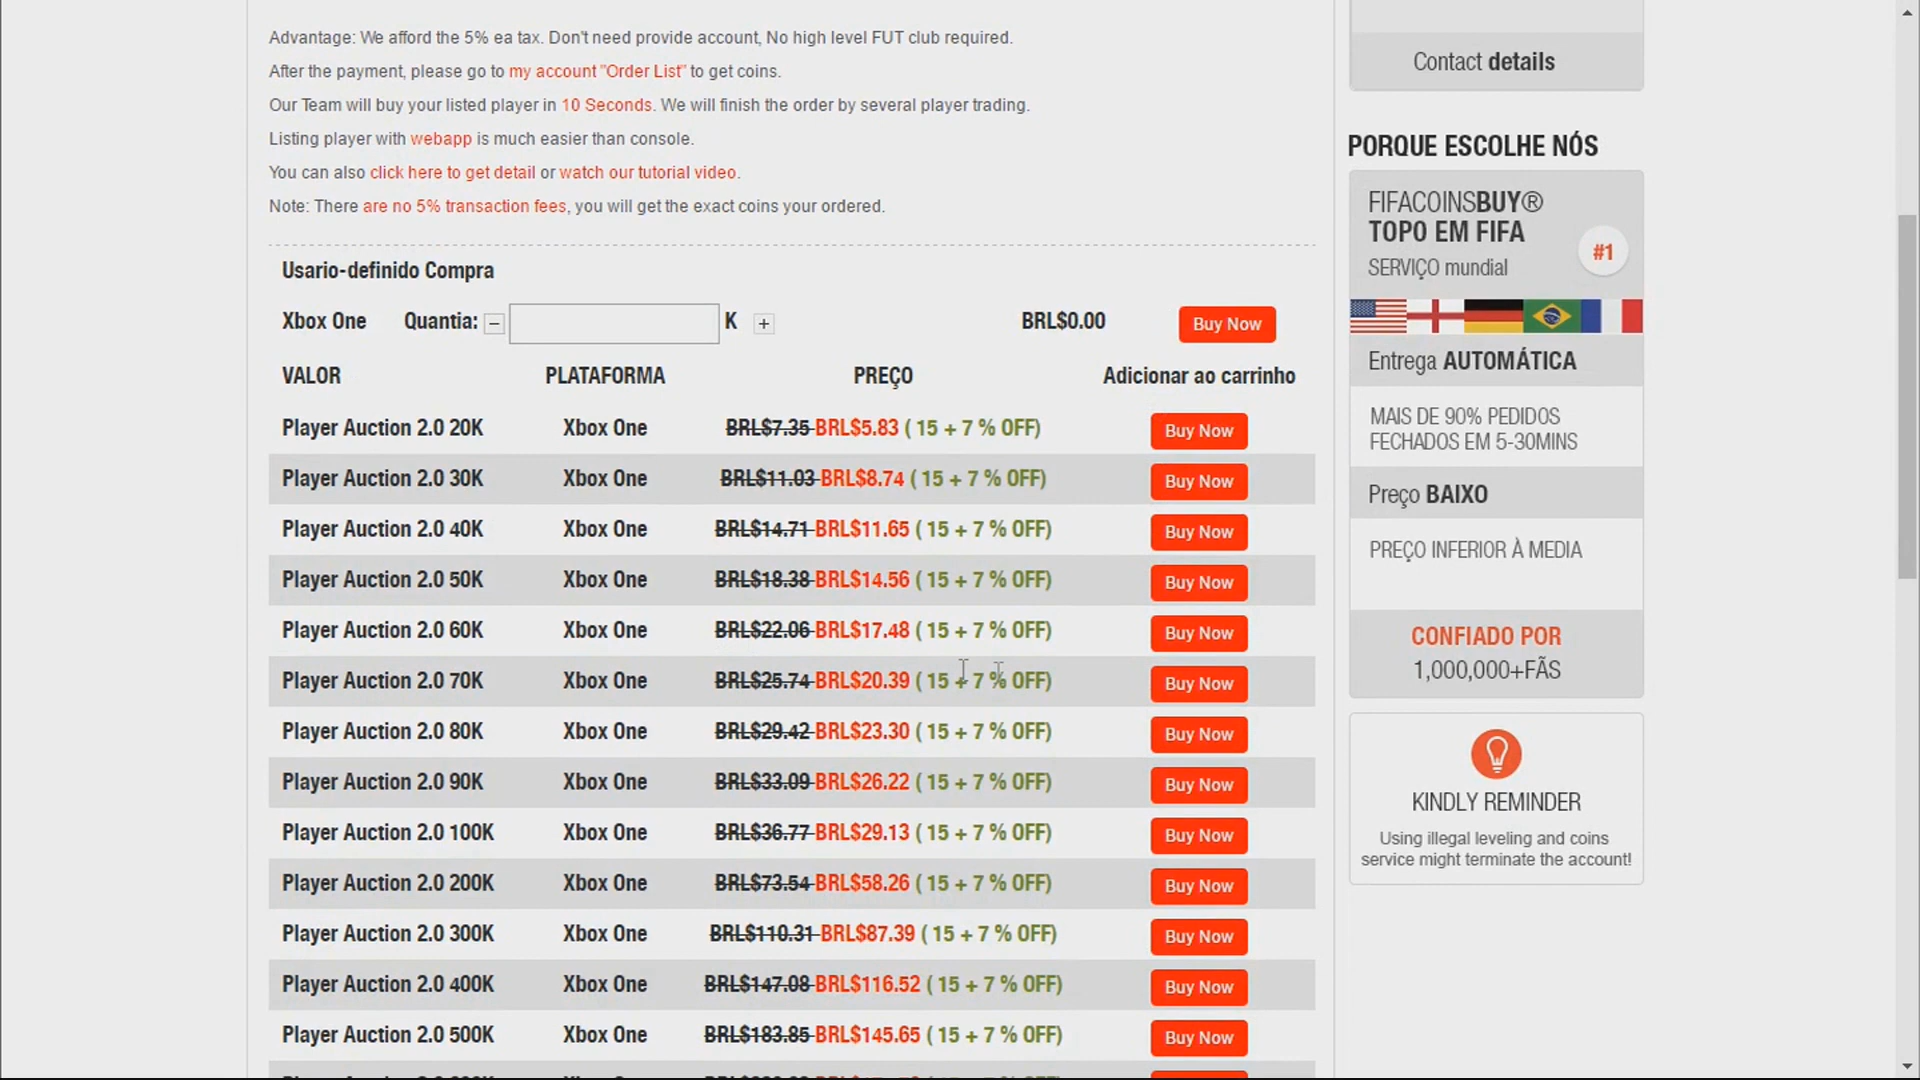 Advantage: We afford the 5% ea tax. Don't need provide account, No high level FUT club required.
After the payment, please go to my account "Order List" to get coins.
Our Team will buy your listed player in 10 Seconds. We will finish the order by several player trading.
Listing player with webapp is much easier than console.
You can also click here to get detail or watch our tutorial video.
Note: There are no 5% transaction fees, you will get the exact coins your ordered.
Usario-definido Compra
Xbox One Quantia: − K + BRL$0.00 Buy Now
VALOR PLATAFORMA PREÇO Adicionar ao carrinho
Player Auction 2.0 20K Xbox One BRL$7.35 BRL$5.83 ( 15 + 7 % OFF) Buy Now
Player Auction 2.0 30K Xbox One BRL$11.03 BRL$8.74 ( 15 + 7 % OFF) Buy Now
Player Auction 2.0 40K Xbox One BRL$14.71 BRL$11.65 ( 15 + 7 % OFF) Buy Now
Player Auction 2.0 50K Xbox One BRL$18.38 BRL$14.56 ( 15 + 7 % OFF) Buy Now
Player Auction 2.0 60K Xbox One BRL$22.06 BRL$17.48 ( 15 + 7 % OFF) Buy Now
Player Auction 2.0 70K Xbox One BRL$25.74 BRL$20.39 ( 15 + 7 % OFF) Buy Now
Player Auction 2.0 80K Xbox One BRL$29.42 BRL$23.30 ( 15 + 7 % OFF) Buy Now
Player Auction 2.0 90K Xbox One BRL$33.09 BRL$26.22 ( 15 + 7 % OFF) Buy Now
Player Auction 2.0 100K Xbox One BRL$36.77 BRL$29.13 ( 15 + 7 % OFF) Buy Now
Player Auction 2.0 200K Xbox One BRL$73.54 BRL$58.26 ( 15 + 7 % OFF) Buy Now
Player Auction 2.0 300K Xbox One BRL$110.31 BRL$87.39 ( 15 + 7 % OFF) Buy Now
Player Auction 2.0 400K Xbox One BRL$147.08 BRL$116.52 ( 15 + 7 % OFF) Buy Now
Player Auction 2.0 500K Xbox One BRL$183.85 BRL$145.65 ( 15 + 7 % OFF) Buy Now
Contact details
PORQUE ESCOLHE NÓS
FIFACOINSBUY®
TOPO EM FIFA
#1
SERVIÇO mundial
Entrega AUTOMÁTICA
MAIS DE 90% PEDIDOS
FECHADOS EM 5-30MINS
Preço BAIXO
PREÇO INFERIOR À MEDIA
CONFIADO POR
1,000,000+FÃS
KINDLY REMINDER
Using illegal leveling and coins
service might terminate the account!